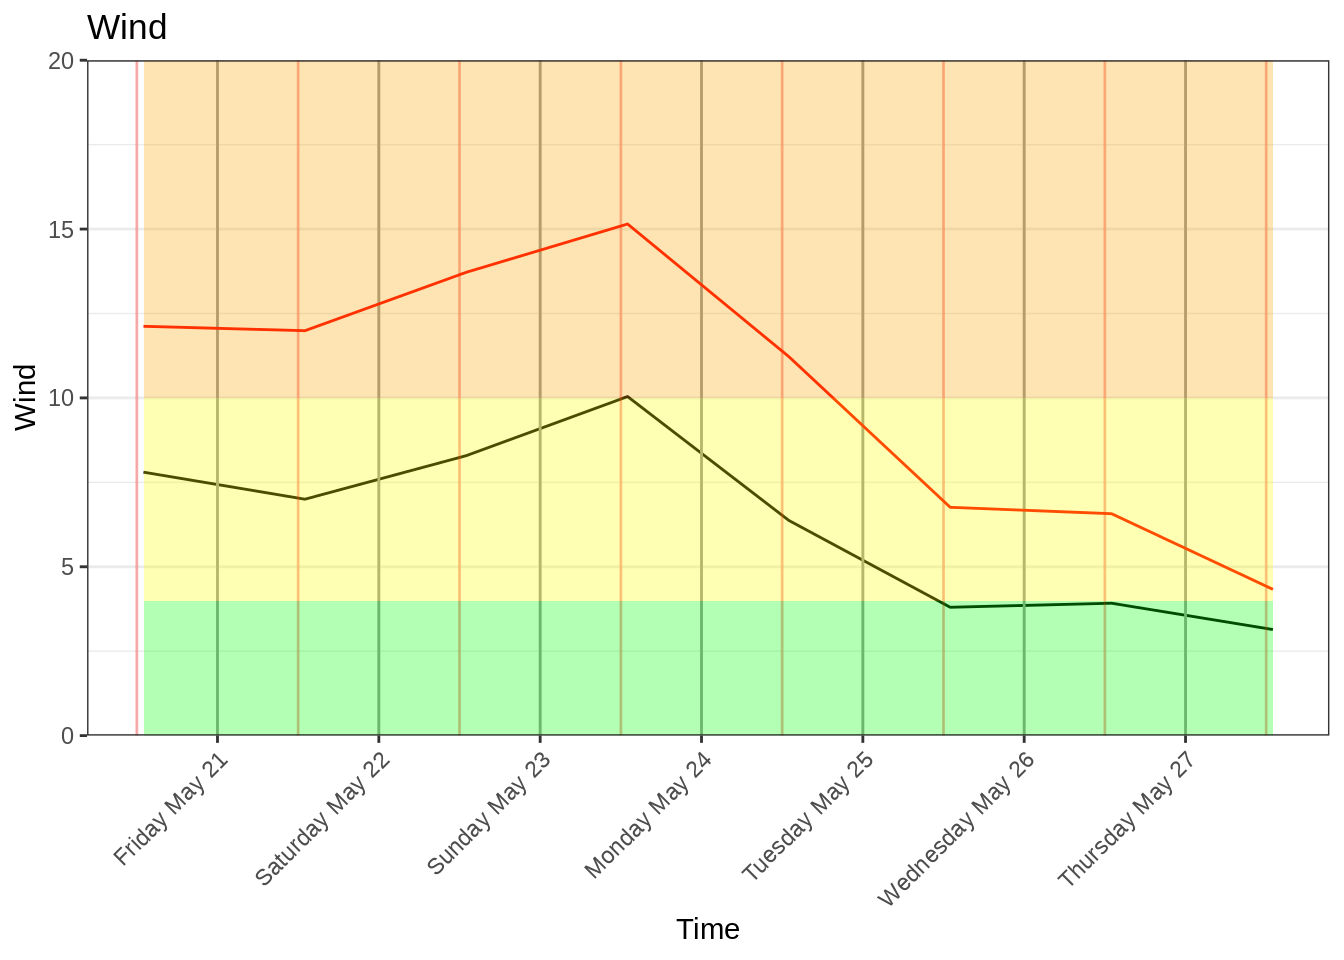 Wind
20
15
10
5
0
Wind
Friday May 21
Saturday May 22
Sunday May 23
Monday May 24
Tuesday May 25
Wednesday May 26
Thursday May 27
Time